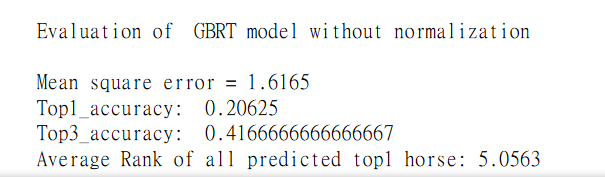 Evaluation of  GBRT model without normalization
Mean square error = 1.6165
Top1_accuracy:  0.20625
Top3_accuracy:  0.4166666666666667
Average Rank of all predicted top1 horse: 5.0563